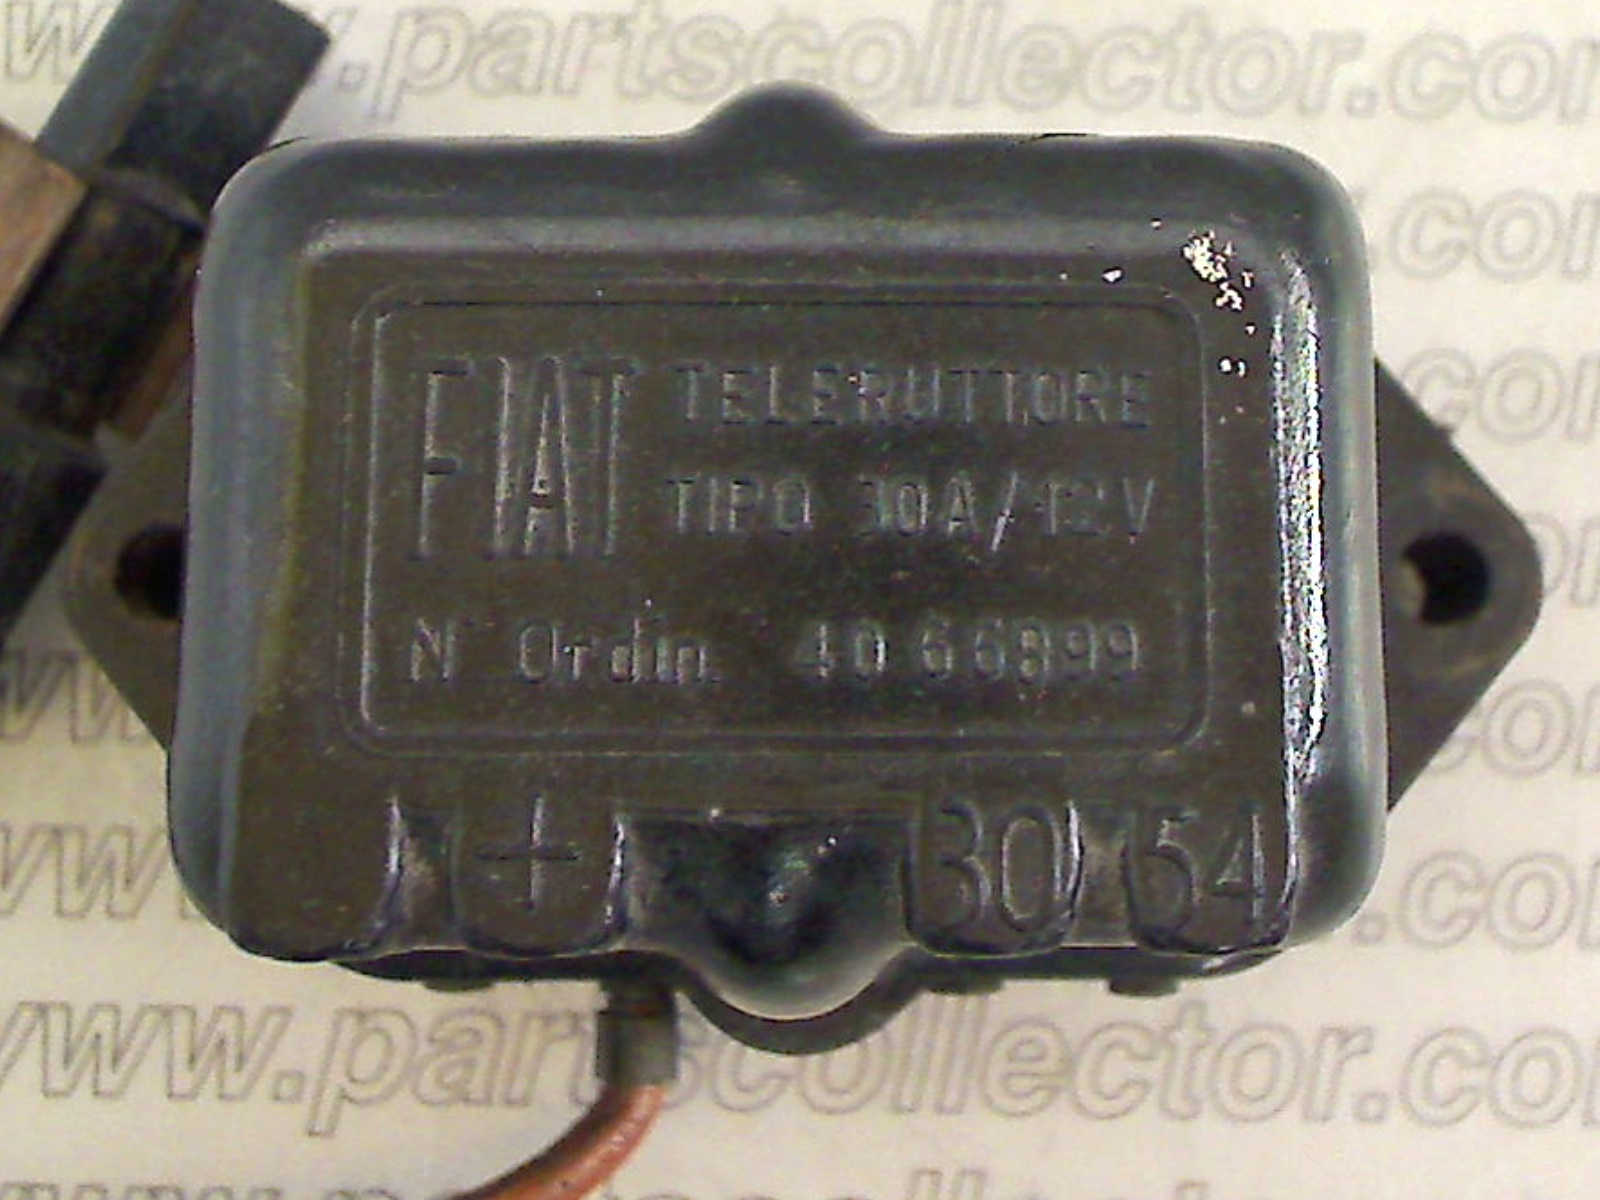 www.partscollector.com
FIAT TELERUTTORE
TIPO 30A/12V
N° Ordin. 4066899
+ 30 54
www.partscollector.com